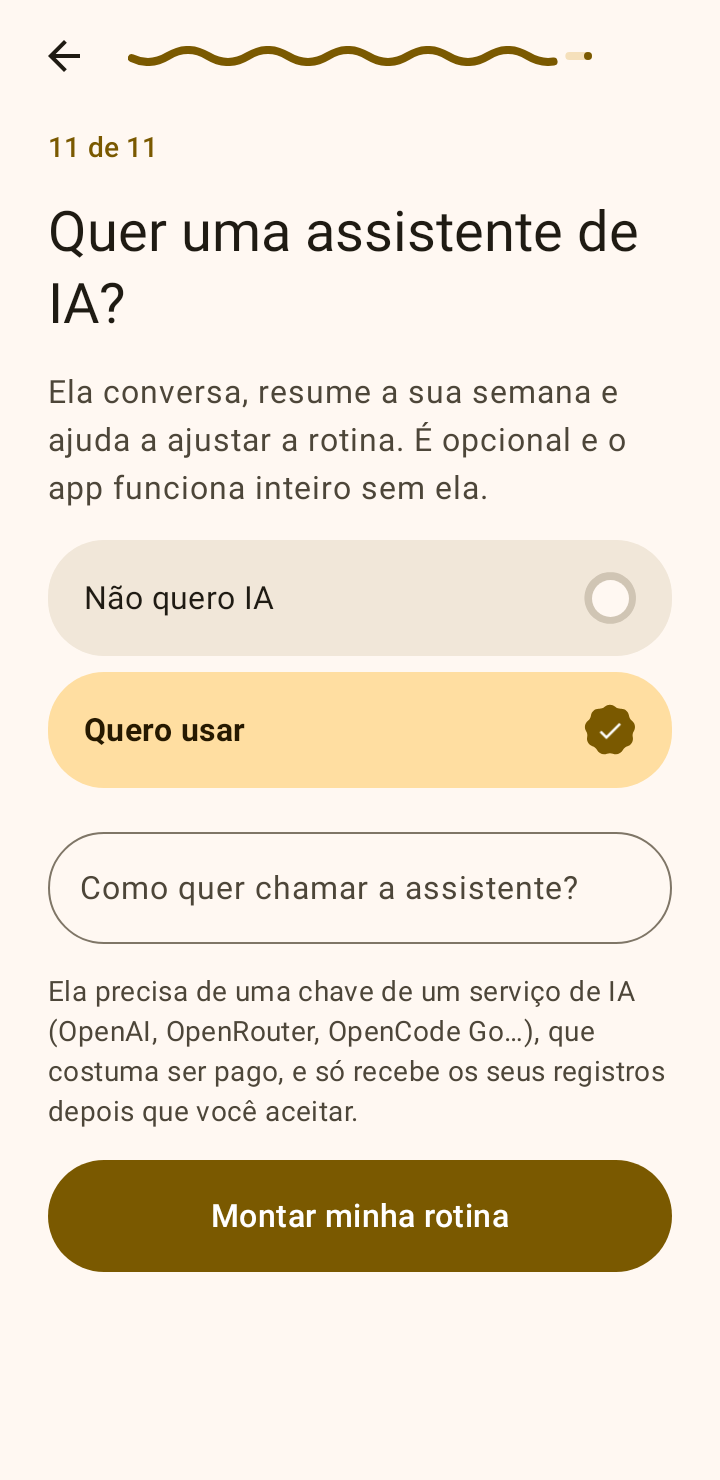 11 de 11
Quer uma assistente de
IA?
Ela conversa, resume a sua semana e
ajuda a ajustar a rotina. É opcional e o
app funciona inteiro sem ela.
Não quero IA
Quero usar
Como quer chamar a assistente?
Ela precisa de uma chave de um serviço de IA
(OpenAI, OpenRouter, OpenCode Go…), que
costuma ser pago, e só recebe os seus registros
depois que você aceitar.
Montar minha rotina